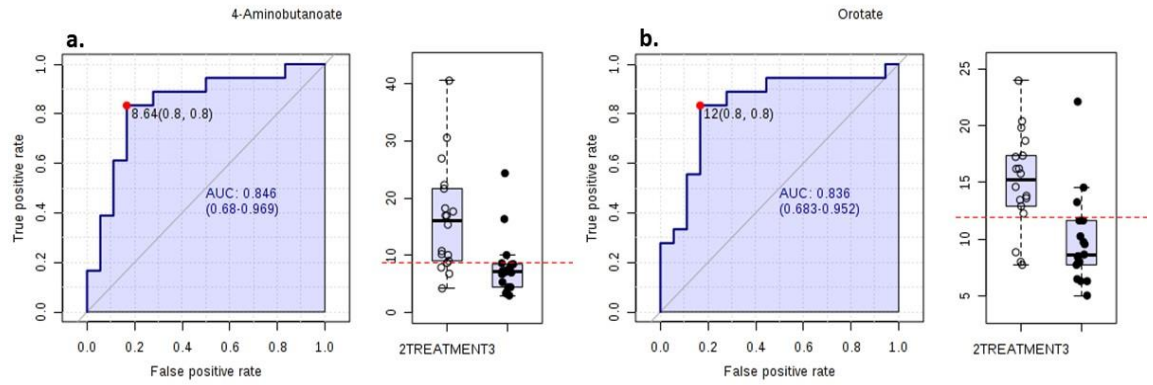 4-Aminobutanoate
Orotate
a.
b.
True positive rate
0.0 0.2 0.4 0.6 0.8 1.0
8.64(0.8, 0.8)
AUC: 0.846
(0.68-0.969)
0.0 0.2 0.4 0.6 0.8 1.0
False positive rate
0 10 20 30 40
2TREATMENT3
True positive rate
0.0 0.2 0.4 0.6 0.8 1.0
12(0.8, 0.8)
AUC: 0.836
(0.683-0.952)
0.0 0.2 0.4 0.6 0.8 1.0
False positive rate
5 10 15 20 25
2TREATMENT3